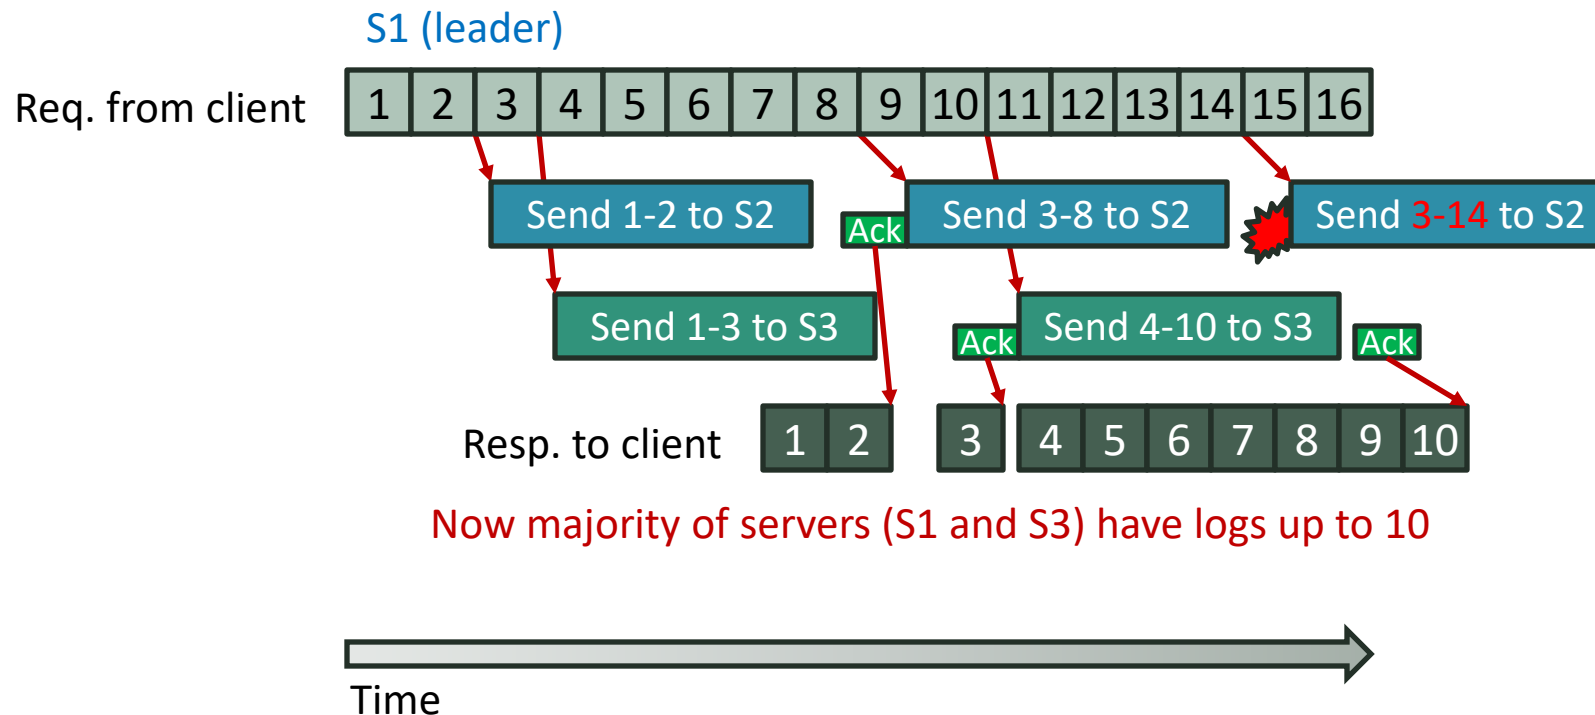 S1 (leader)
Req. from client 1 2 3 4 5 6 7 8 9 10 11 12 13 14 15 16
Send 1-2 to S2
Ack
Send 3-8 to S2
Send 3-14 to S2
Send 1-3 to S3
Ack
Send 4-10 to S3
Ack
Resp. to client 1 2 3 4 5 6 7 8 9 10
Now majority of servers (S1 and S3) have logs up to 10
Time